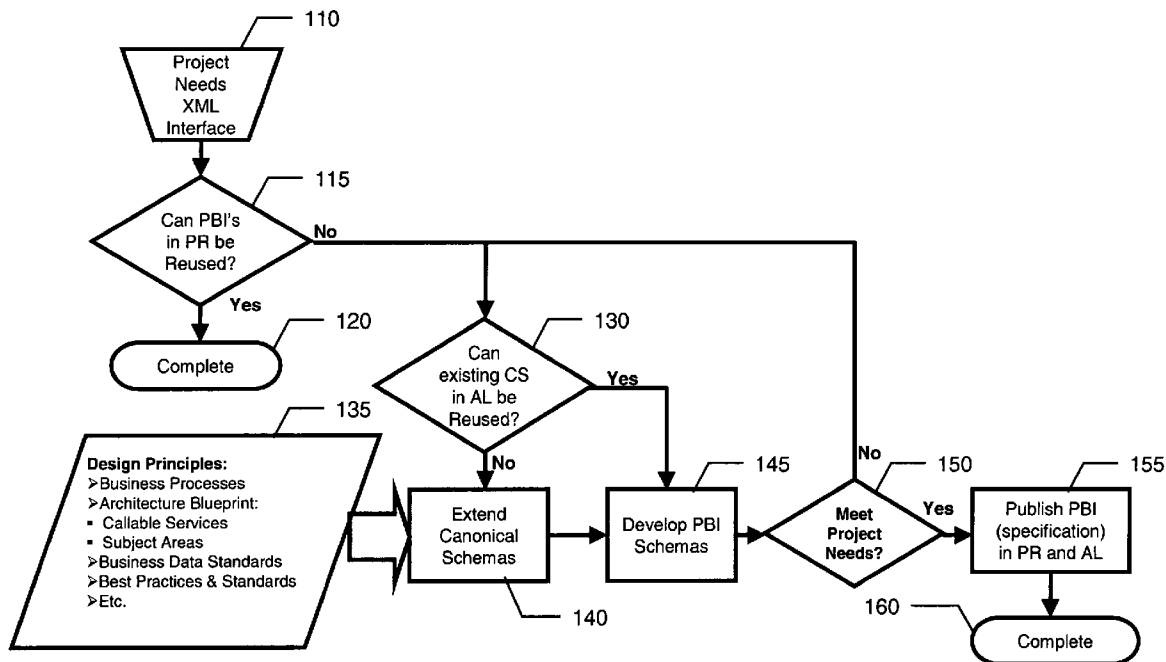 110
Project
Needs
XML
Interface
115
Can PBI's
in PR be
Reused?
No
Yes
120
Complete
130
Can
existing CS
in AL be
Reused?
Yes
No
135
Design Principles:
➢Business Processes
➢Architecture Blueprint:
▪ Callable Services
▪ Subject Areas
➢Business Data Standards
➢Best Practices & Standards
➢Etc.
Extend
Canonical
Schemas
140
145
Develop PBI
Schemas
No
150
Meet
Project
Needs?
Yes
155
Publish PBI
(specification)
in PR and AL
160
Complete